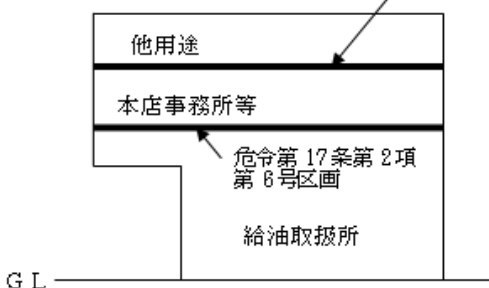 他用途
本店事務所等
危令第17条第2項
第6号区画
給油取扱所
ＧＬ